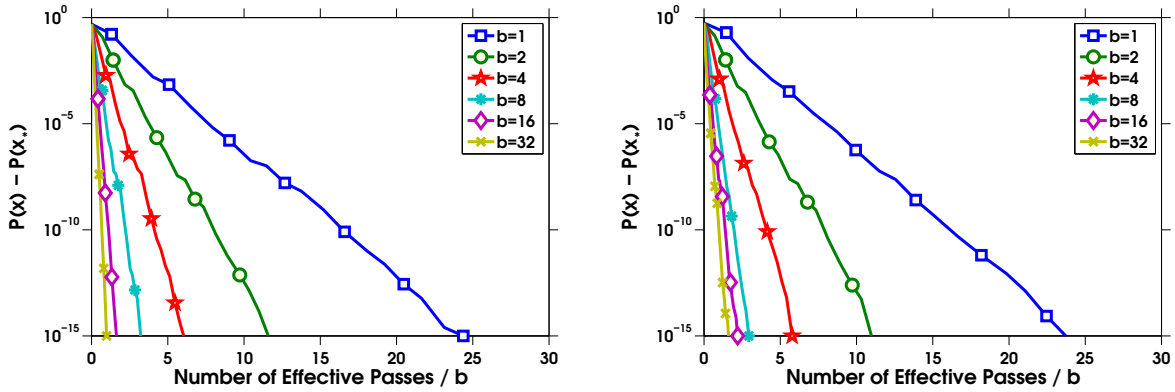 10^0
10^−5
10^−10
10^−15
P(x) − P(x_*)
0 5 10 15 20 25 30
Number of Effective Passes / b
b=1
b=2
b=4
b=8
b=16
b=32
10^0
10^−5
10^−10
10^−15
P(x) − P(x_*)
0 5 10 15 20 25 30
Number of Effective Passes / b
b=1
b=2
b=4
b=8
b=16
b=32